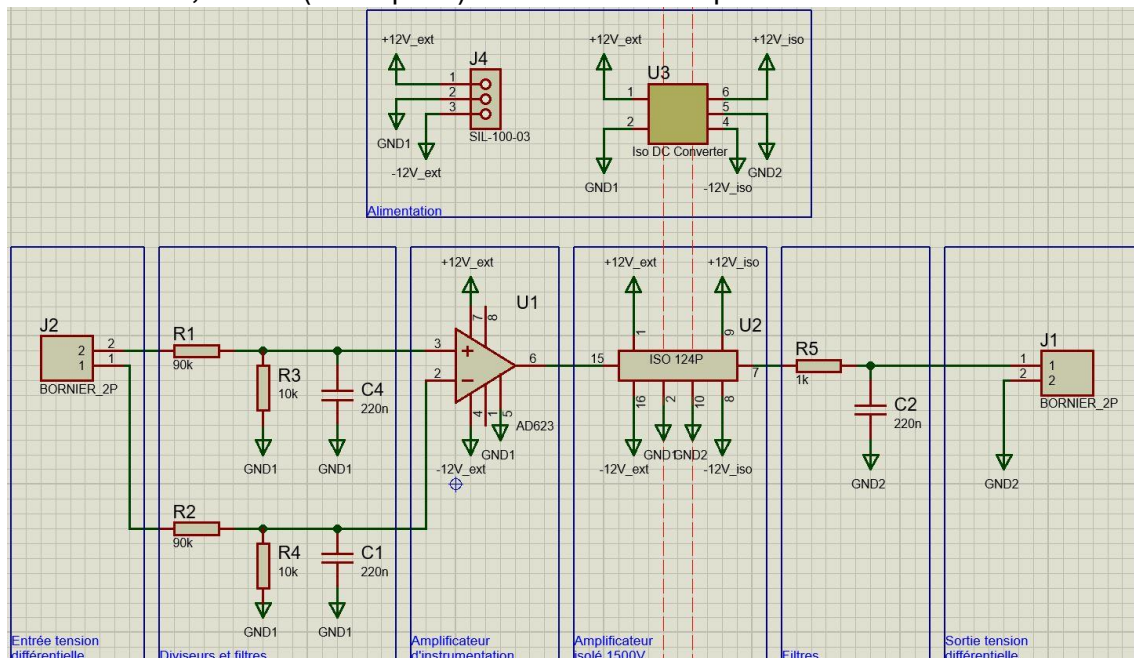 +12V_ext
J4
1
2
3
GND1
-12V_ext
SIL-100-03
+12V_ext
+12V_iso
U3
1
2
6
5
4
Iso DC Converter
GND1
-12V_iso
GND2
Alimentation
J2
2
1
2
1
BORNIER_2P
Entrée tension
différentielle
R1
90k
R3
10k
C4
220n
GND1
GND1
R2
90k
R4
10k
C1
220n
GND1
GND1
Diviseurs et filtres
+12V_ext
U1
7
8
3
2
6
4
1
5
AD623
GND1
-12V_ext
Amplificateur
d'instrumentation
+12V_ext
+12V_iso
1
9
U2
15
ISO 124P
7
16
2
10
8
-12V_ext
GND1
GND2
-12V_iso
Amplificateur
isolé 1500V
R5
1k
C2
220n
GND2
Filtres
J1
1
2
1
2
BORNIER_2P
GND2
Sortie tension
différentielle